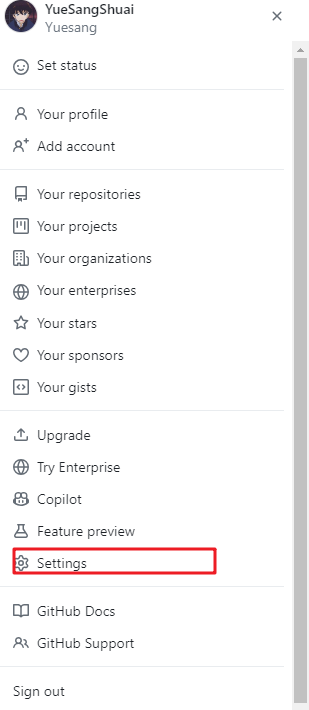 YueSangShuai
Yuesang
Set status
Your profile
Add account
Your repositories
Your projects
Your organizations
Your enterprises
Your stars
Your sponsors
Your gists
Upgrade
Try Enterprise
Copilot
Feature preview
Settings
GitHub Docs
GitHub Support
Sign out